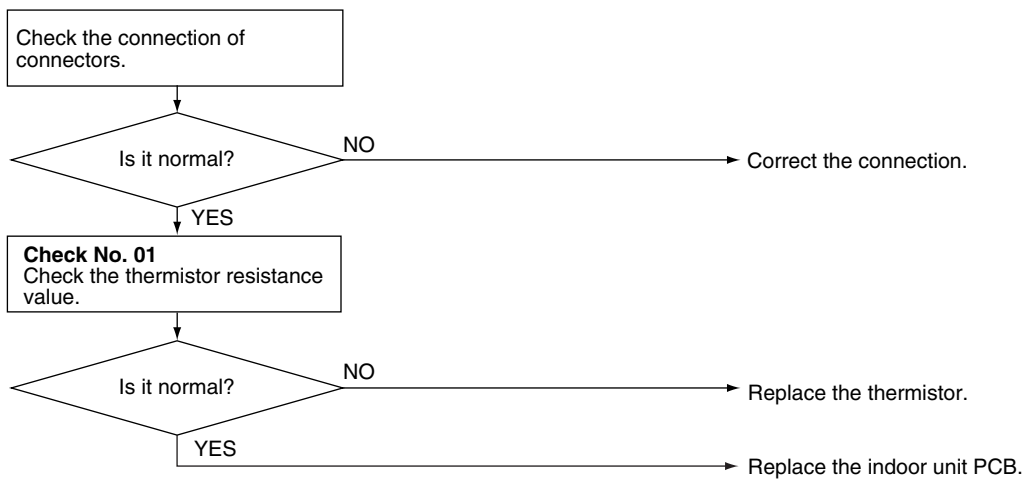 Check the connection of
connectors.
Is it normal?
NO
Correct the connection.
YES
Check No. 01
Check the thermistor resistance
value.
Is it normal?
NO
Replace the thermistor.
YES
Replace the indoor unit PCB.